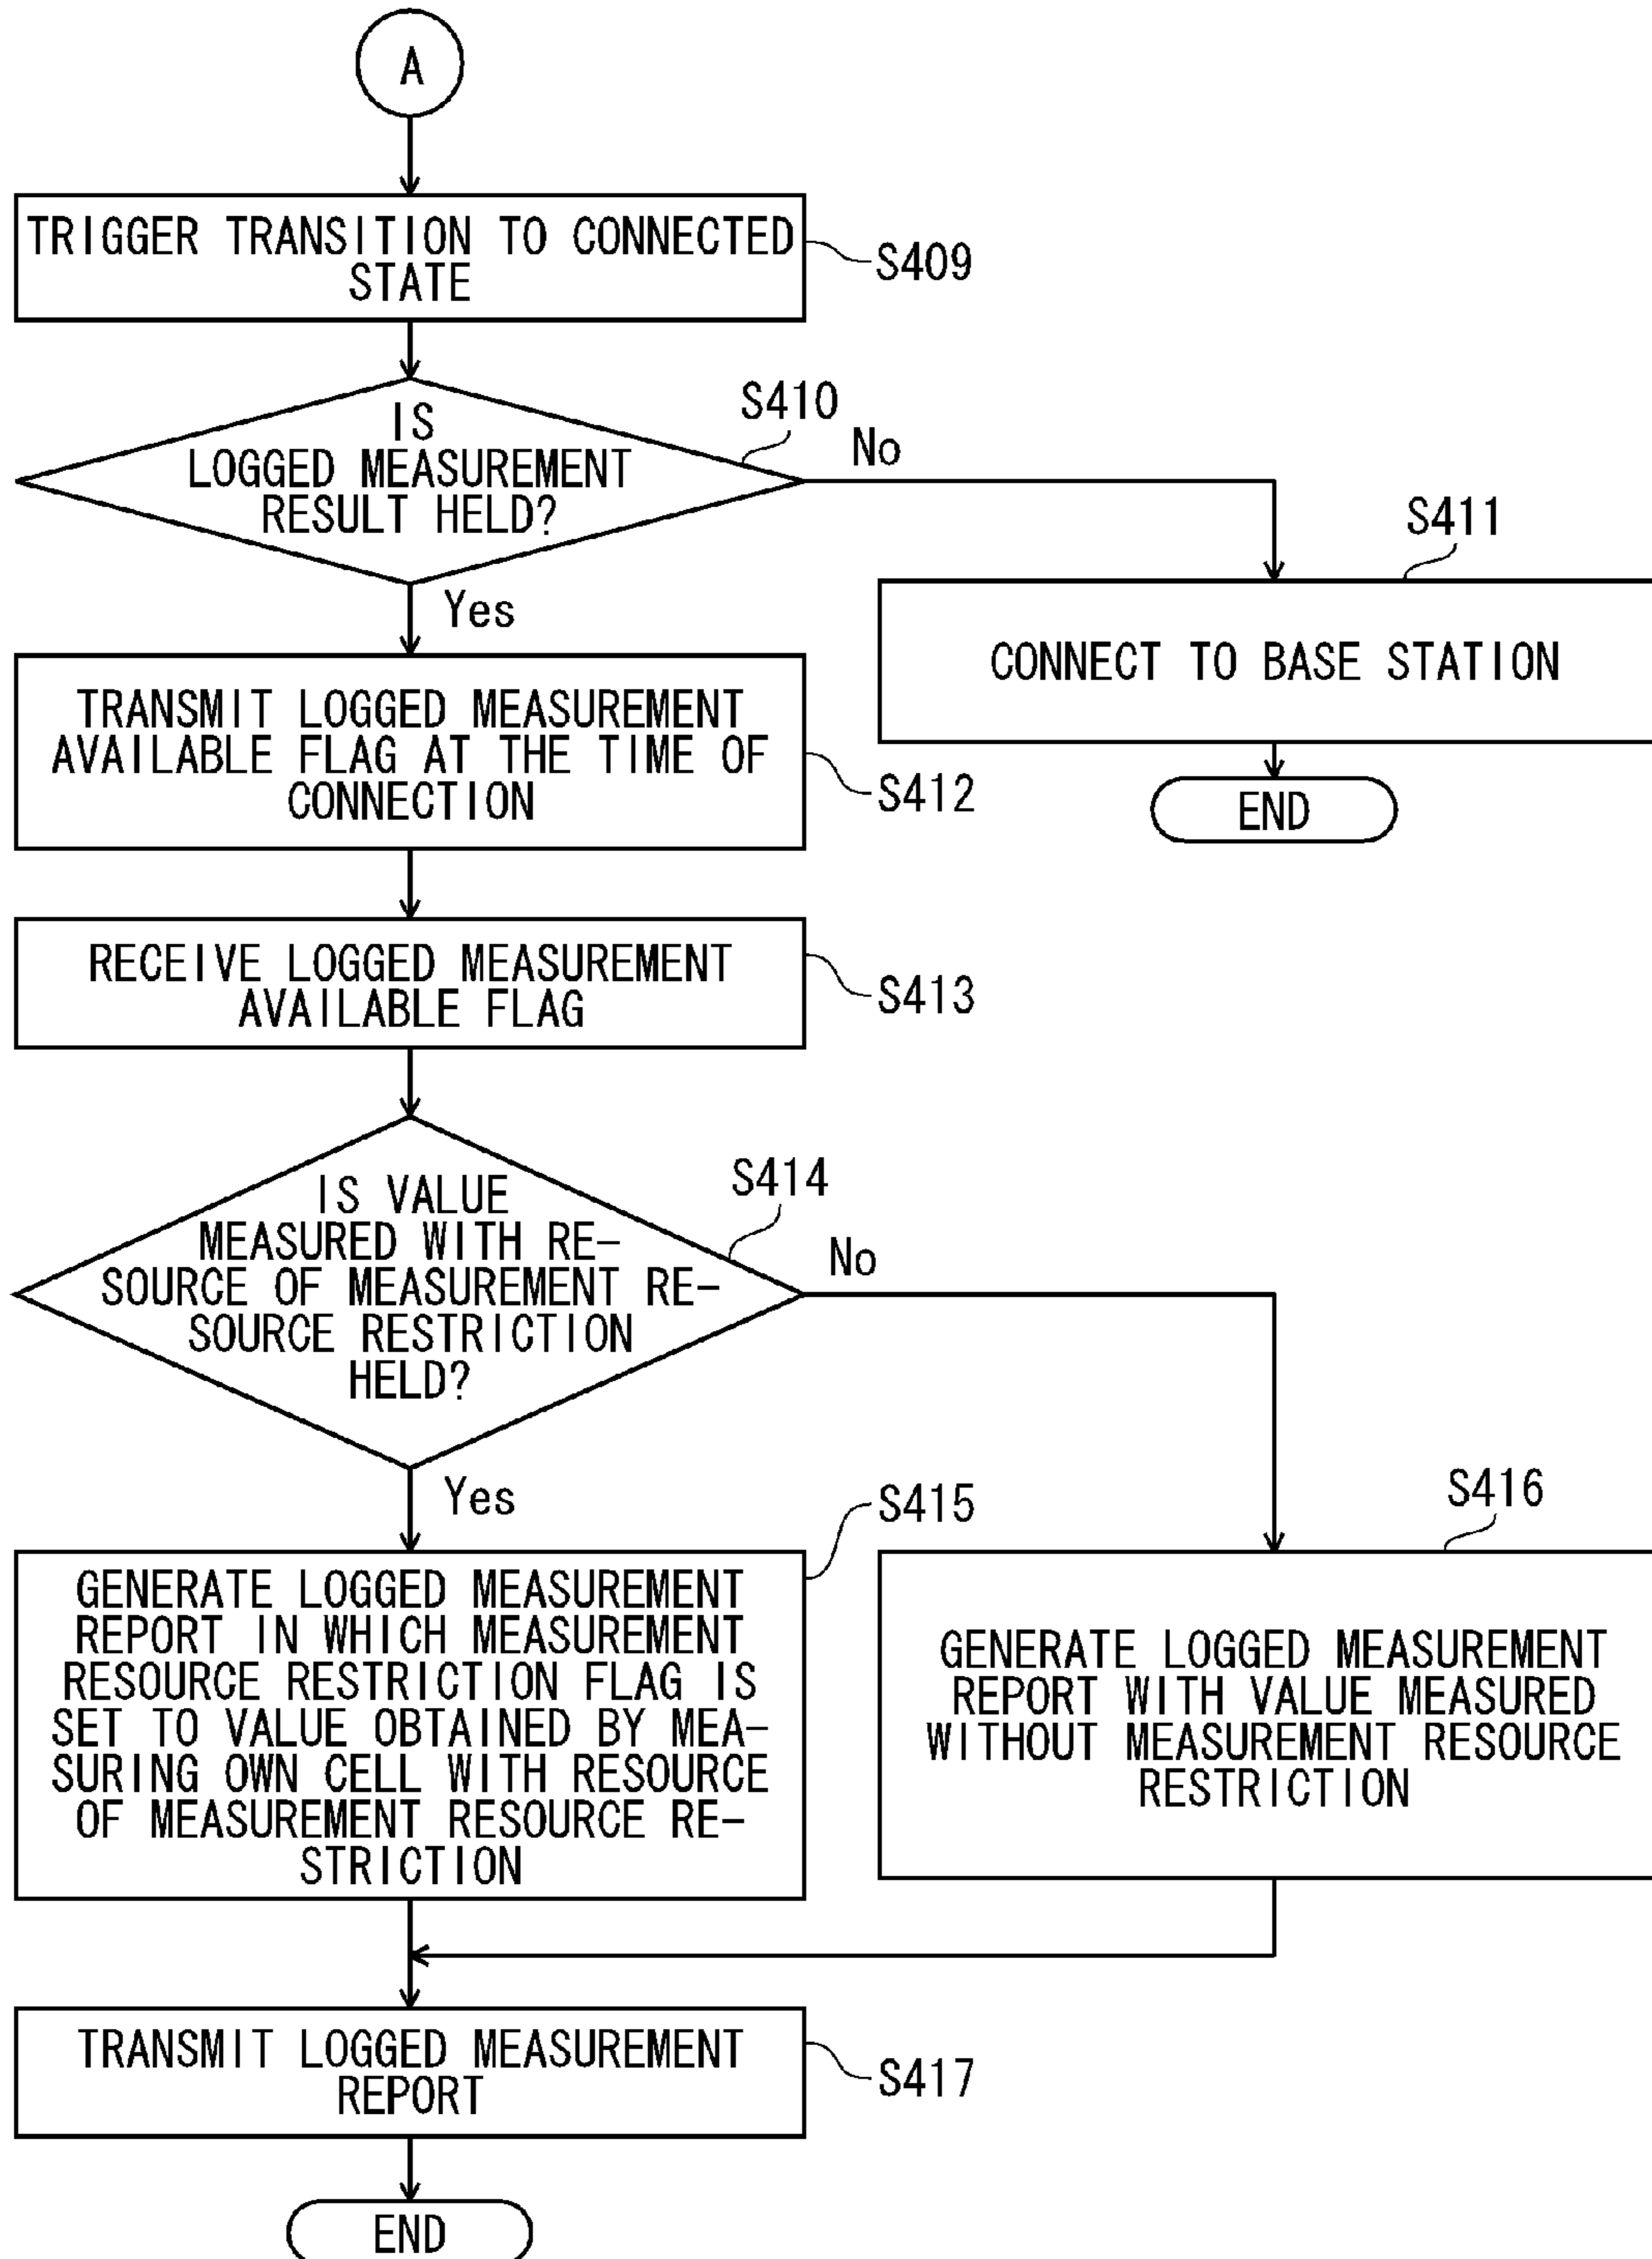 A
TRIGGER TRANSITION TO CONNECTED
STATE
S409
IS
LOGGED MEASUREMENT
RESULT HELD?
S410
No
Yes
S411
CONNECT TO BASE STATION
END
TRANSMIT LOGGED MEASUREMENT
AVAILABLE FLAG AT THE TIME OF
CONNECTION
S412
RECEIVE LOGGED MEASUREMENT
AVAILABLE FLAG
S413
IS VALUE
MEASURED WITH RE-
SOURCE OF MEASUREMENT RE-
SOURCE RESTRICTION
HELD?
S414
No
Yes
S415
GENERATE LOGGED MEASUREMENT
REPORT IN WHICH MEASUREMENT
RESOURCE RESTRICTION FLAG IS
SET TO VALUE OBTAINED BY MEA-
SURING OWN CELL WITH RESOURCE
OF MEASUREMENT RESOURCE RE-
STRICTION
S416
GENERATE LOGGED MEASUREMENT
REPORT WITH VALUE MEASURED
WITHOUT MEASUREMENT RESOURCE
RESTRICTION
TRANSMIT LOGGED MEASUREMENT
REPORT
S417
END